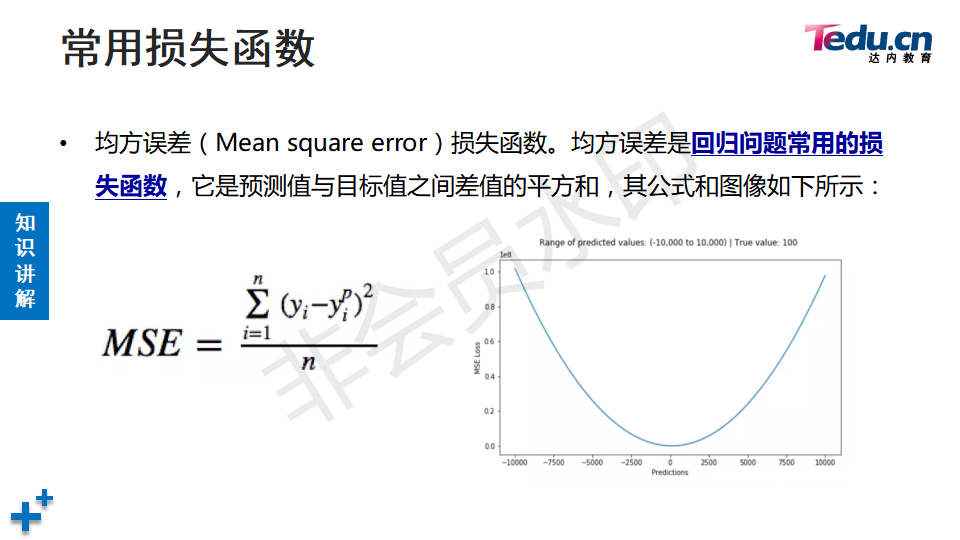 常用损失函数
Tedu.cn
达内教育
• 均方误差（Mean square error）损失函数。均方误差是回归问题常用的损
失函数，它是预测值与目标值之间差值的平方和，其公式和图像如下所示：
知识讲解
MSE = \frac{\sum_{i=1}^{n} (y_i - y_i^p)^2}{n}
Range of predicted values: (-10,000 to 10,000) | True value: 100
1e8
1.0
0.8
0.6
0.4
0.2
0.0
MSE Loss
−10000 −7500 −5000 −2500 0 2500 5000 7500 10000
Predictions
非会员水印